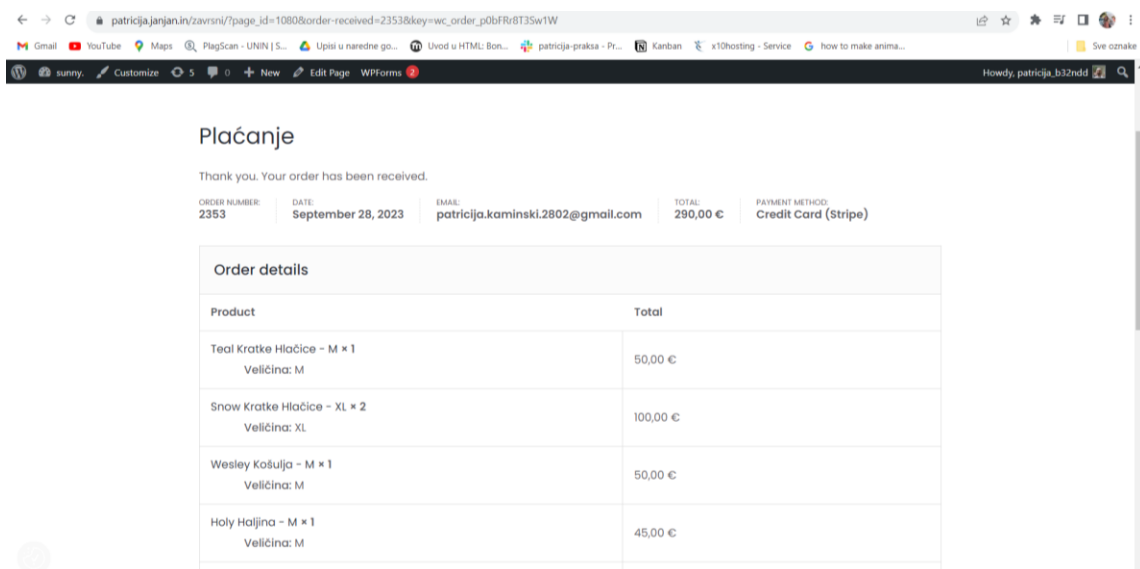 patricija.janjan.in/zavrsni/?page_id=1080&order-received=2353&key=wc_order_p0bFRr8T3Sw1W
Gmail YouTube Maps PlagScan - UNIN | S... Upisi u naredne go... Uvod u HTML: Bon... patricija-praksa - Pr... Kanban x10hosting - Service how to make anima... Sve oznake
sunny. Customize 5 0 + New Edit Page WPForms 2 Howdy, patricija_b32ndd
Plaćanje
Thank you. Your order has been received.
ORDER NUMBER: DATE: EMAIL: TOTAL: PAYMENT METHOD:
2353 September 28, 2023 patricija.kaminski.2802@gmail.com 290,00 € Credit Card (Stripe)
Order details
Product Total
Teal Kratke Hlačice - M × 1
Veličina: M
50,00 €
Snow Kratke Hlačice - XL × 2
Veličina: XL
100,00 €
Wesley Košulja - M × 1
Veličina: M
50,00 €
Holy Haljina - M × 1
Veličina: M
45,00 €